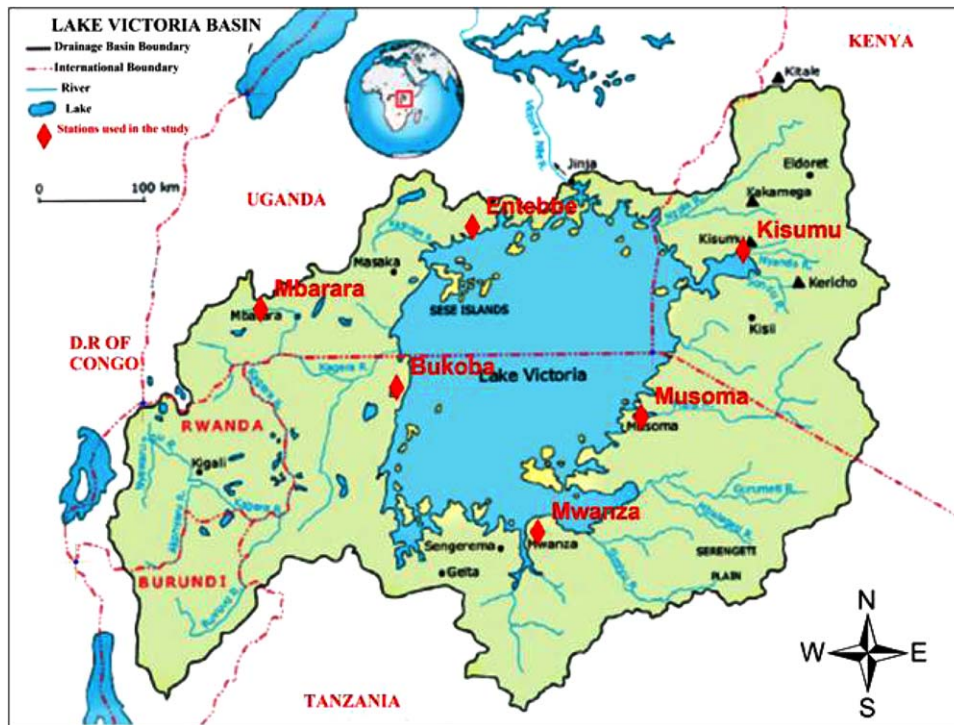 LAKE VICTORIA BASIN
Drainage Basin Boundary
International Boundary
River
Lake
Stations used in the study
0 100 km
KENYA
Kitale
Jinja
Eldoret
UGANDA
Kakamega
Entebbe
Kisumu
Kisumu
Masaka
Kericho
Mbarara
Mbarara
SESE ISLANDS
Kisii
D.R OF
CONGO
Kagera R.
Bukoba
Lake Victoria
RWANDA
Musoma
Musoma
Kigali
Mwanza
Mwanza
Sengerema
SERENGETI
PLAIN
Geita
BURUNDI
TANZANIA
N
W E
S